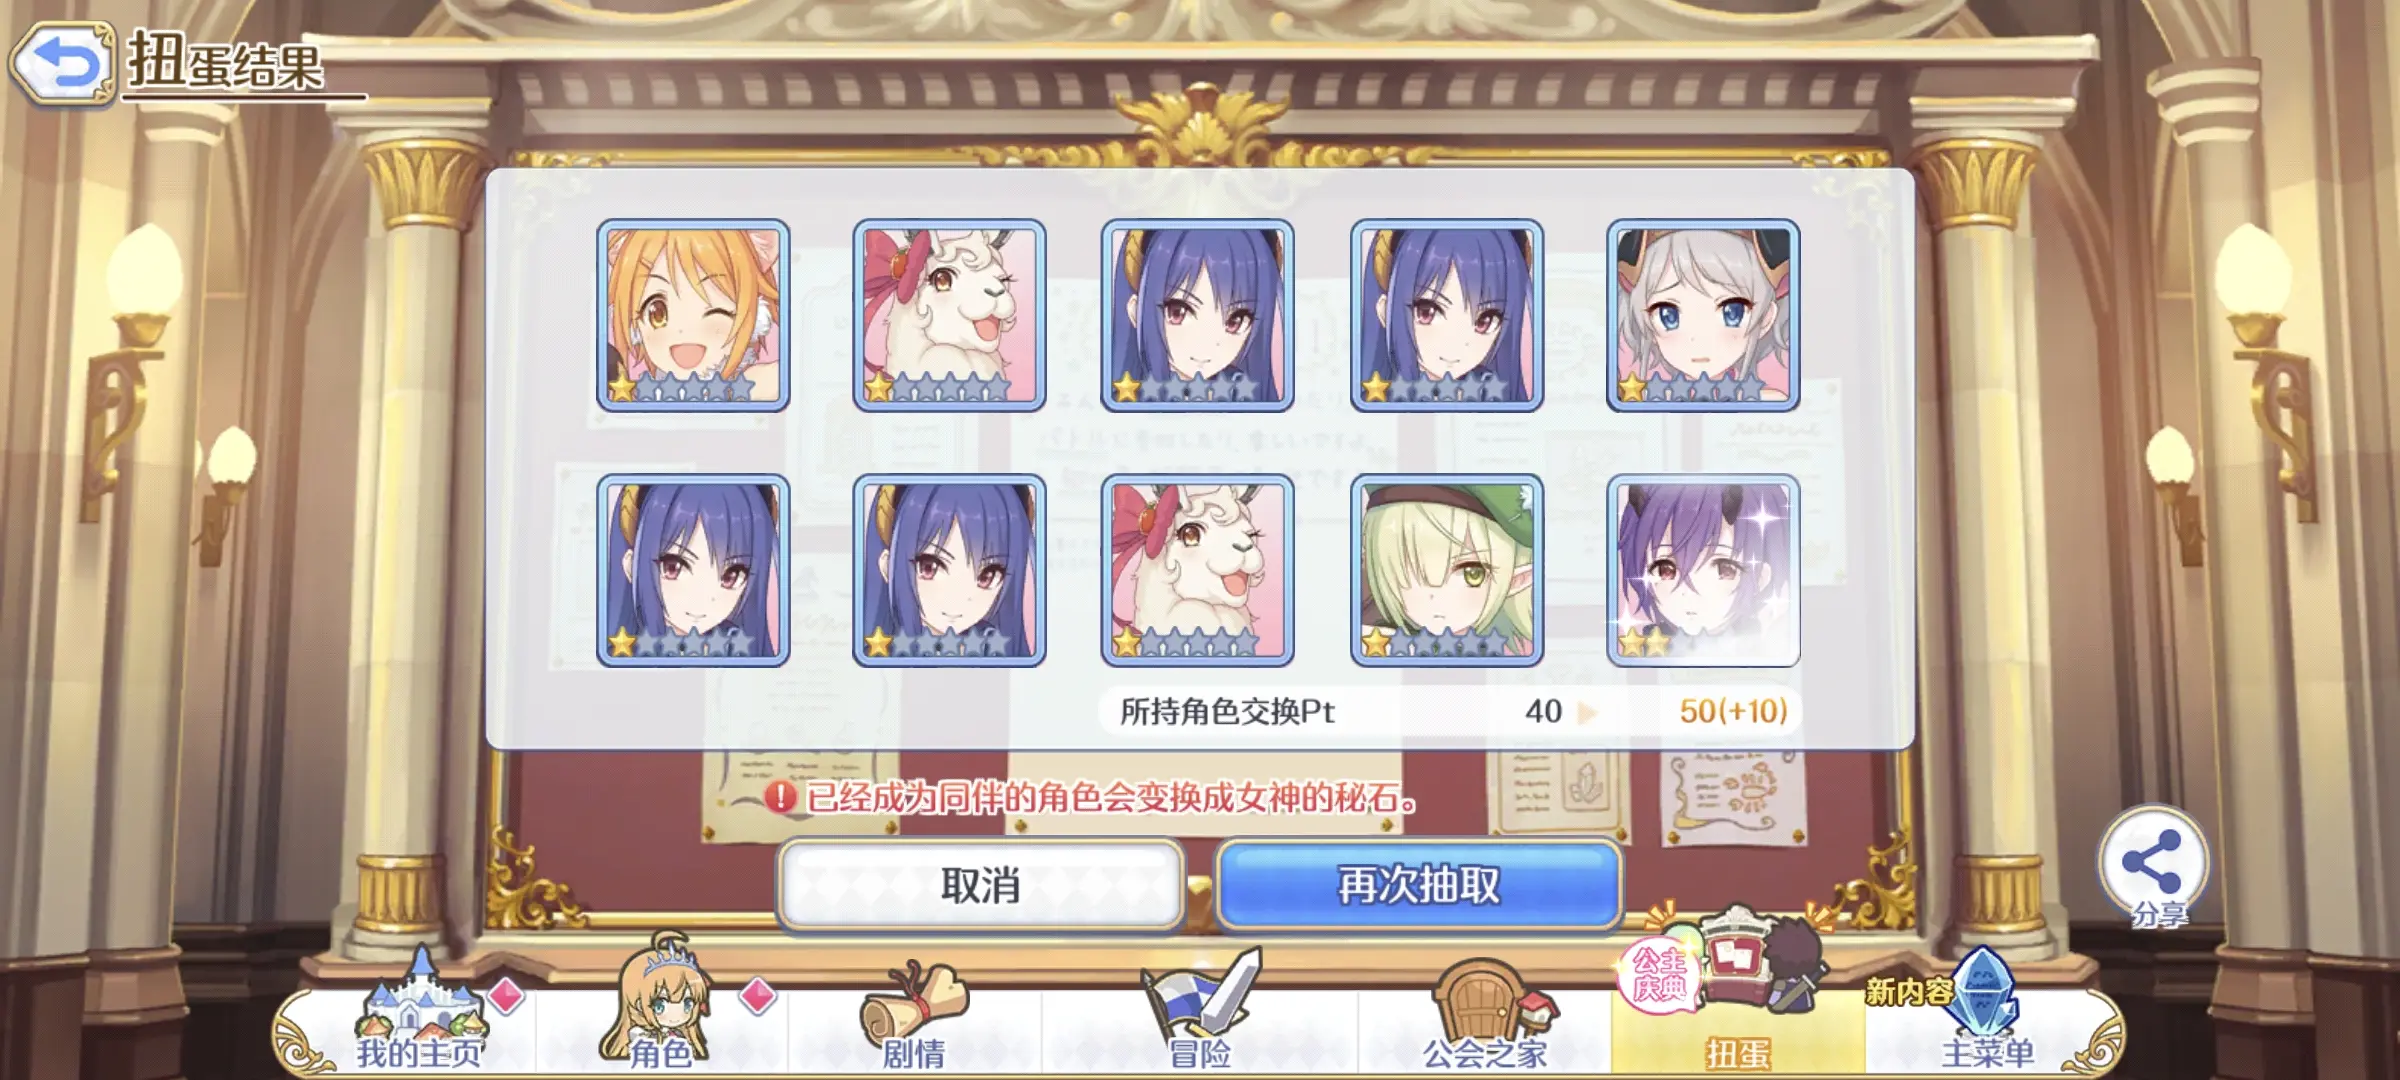 扭蛋结果
所持角色交换Pt 40 50(+10)
已经成为同伴的角色会变换成女神的秘石。
取消
再次抽取
分享
公主
庆典
新内容
我的主页
角色
剧情
冒险
公会之家
扭蛋
主菜单